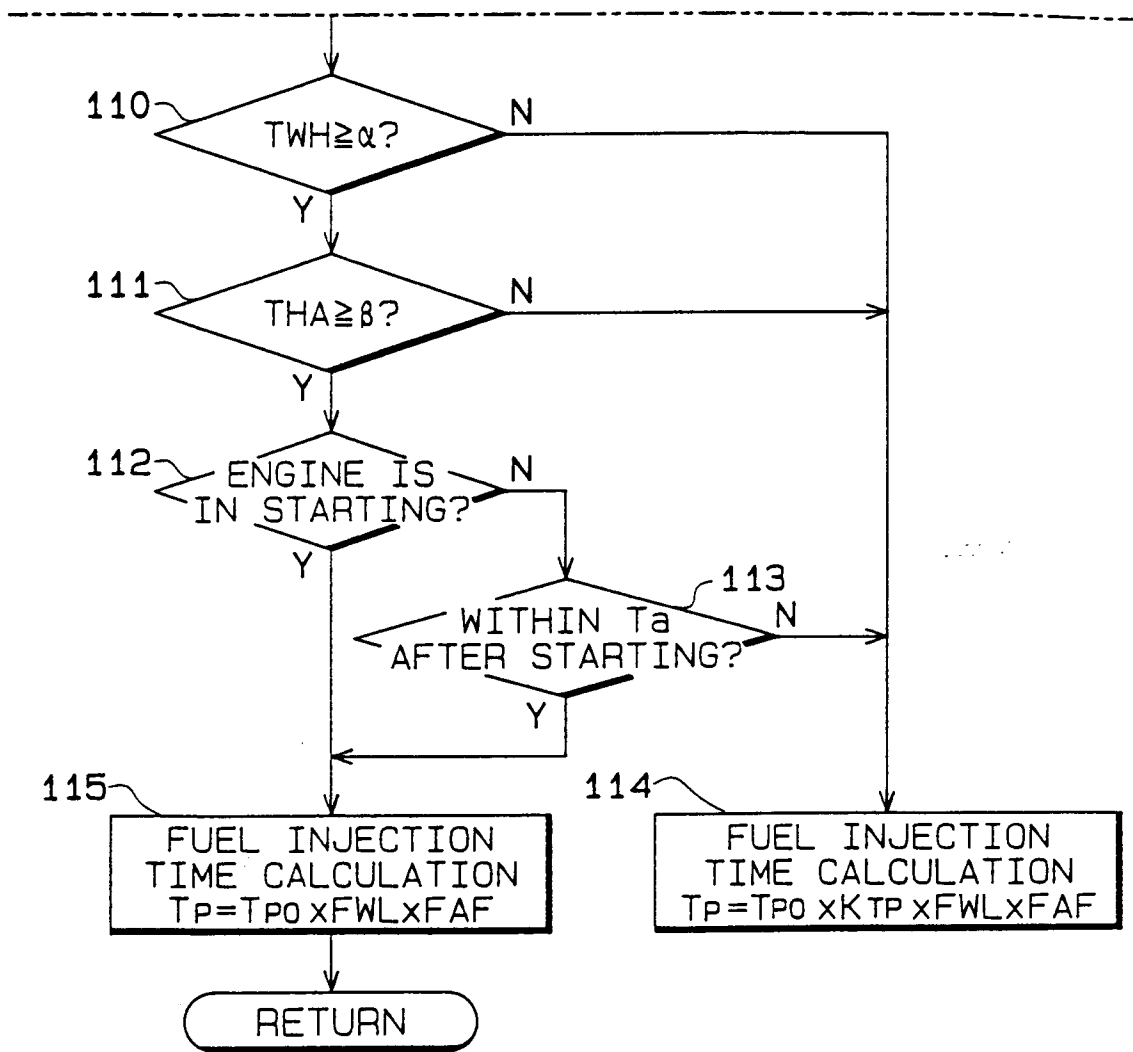 110
TWH≧α?
N
Y
111
THA≧β?
N
Y
112
ENGINE IS
IN STARTING?
N
Y
113
WITHIN Ta
AFTER STARTING?
N
Y
115
FUEL INJECTION
TIME CALCULATION
TP=TPO×FWL×FAF
114
FUEL INJECTION
TIME CALCULATION
TP=TPO×KTP×FWL×FAF
RETURN